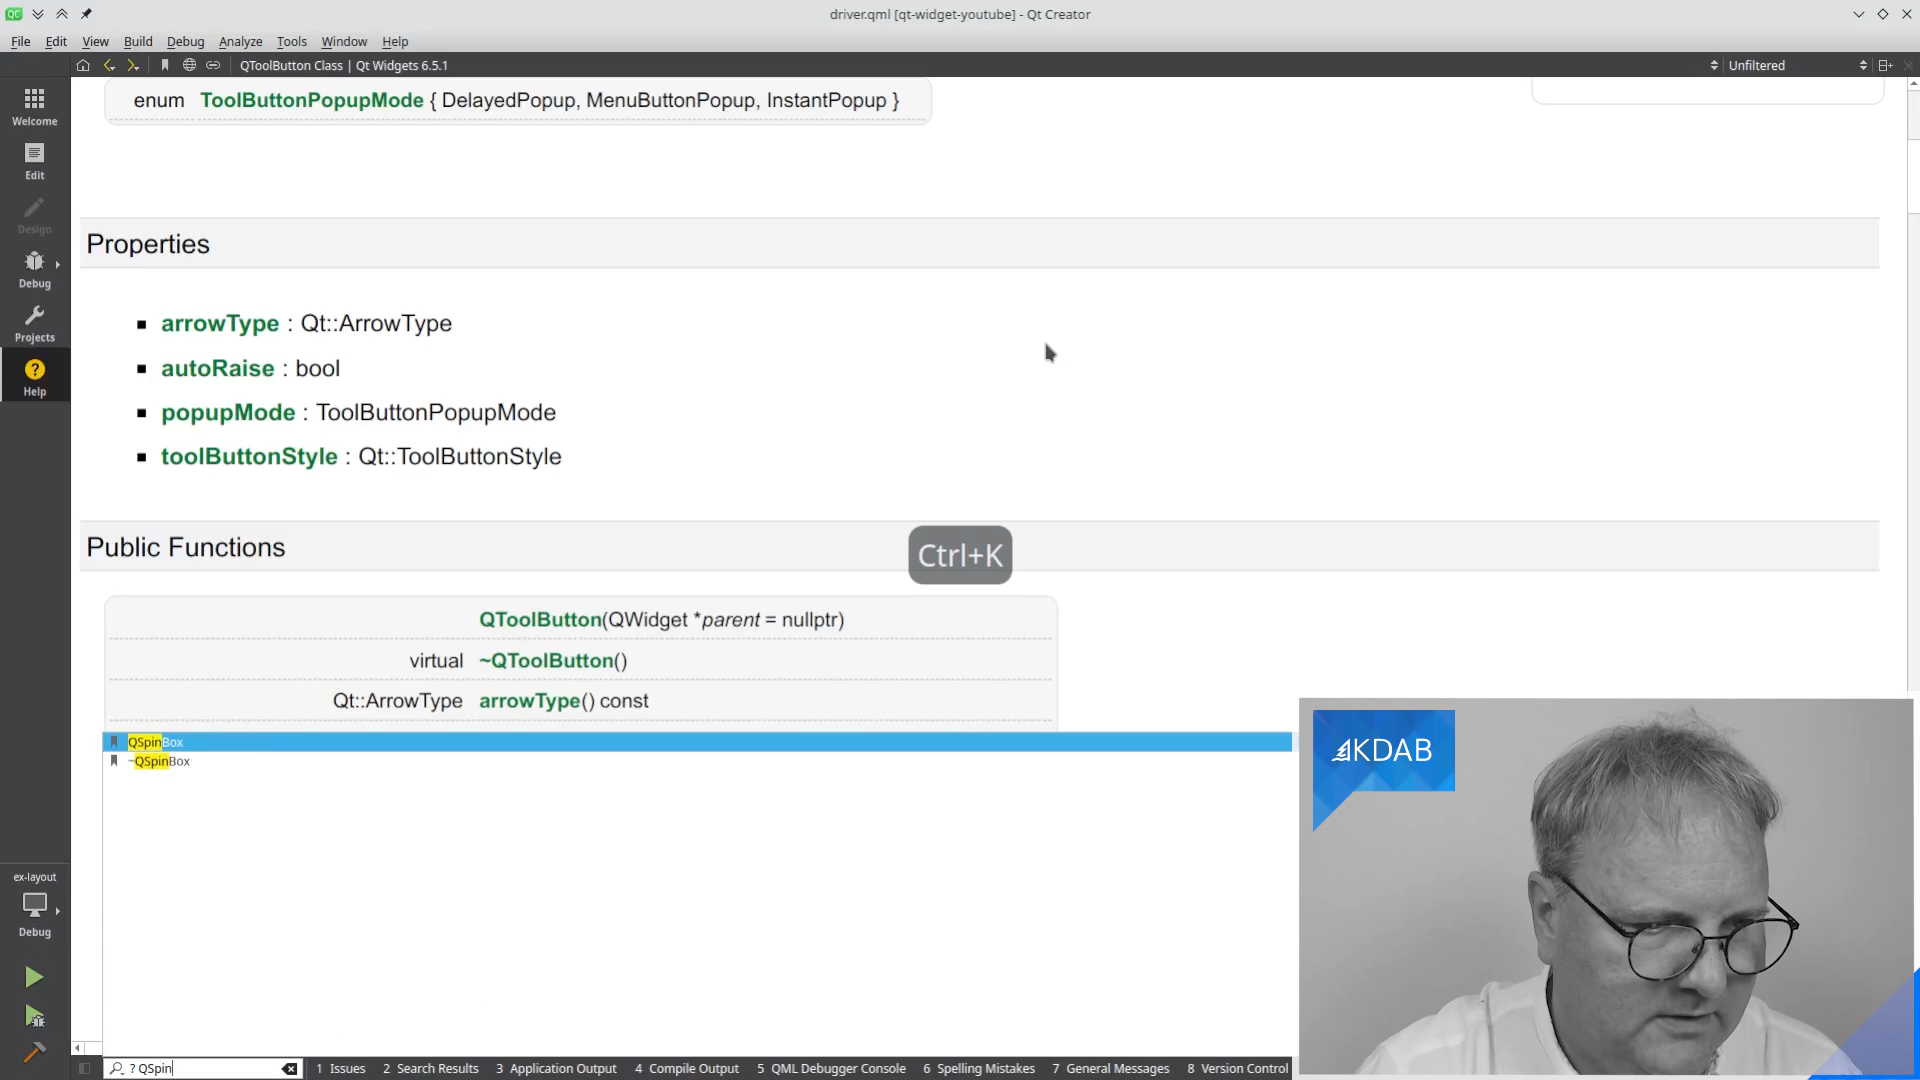 driver.qml [qt-widget-youtube] - Qt Creator
File Edit View Build Debug Analyze Tools Window Help
QToolButton Class | Qt Widgets 6.5.1
Unfiltered
Welcome
Edit
Design
Debug
Projects
Help
enum ToolButtonPopupMode { DelayedPopup, MenuButtonPopup, InstantPopup }
Properties
arrowType : Qt::ArrowType
autoRaise : bool
popupMode : ToolButtonPopupMode
toolButtonStyle : Qt::ToolButtonStyle
Public Functions
Ctrl+K
QToolButton(QWidget *parent = nullptr)
virtual ~QToolButton()
Qt::ArrowType arrowType() const
QSpinBox
~QSpinBox
KDAB
ex-layout
Debug
? QSpin
1 Issues 2 Search Results 3 Application Output 4 Compile Output 5 QML Debugger Console 6 Spelling Mistakes 7 General Messages 8 Version Control